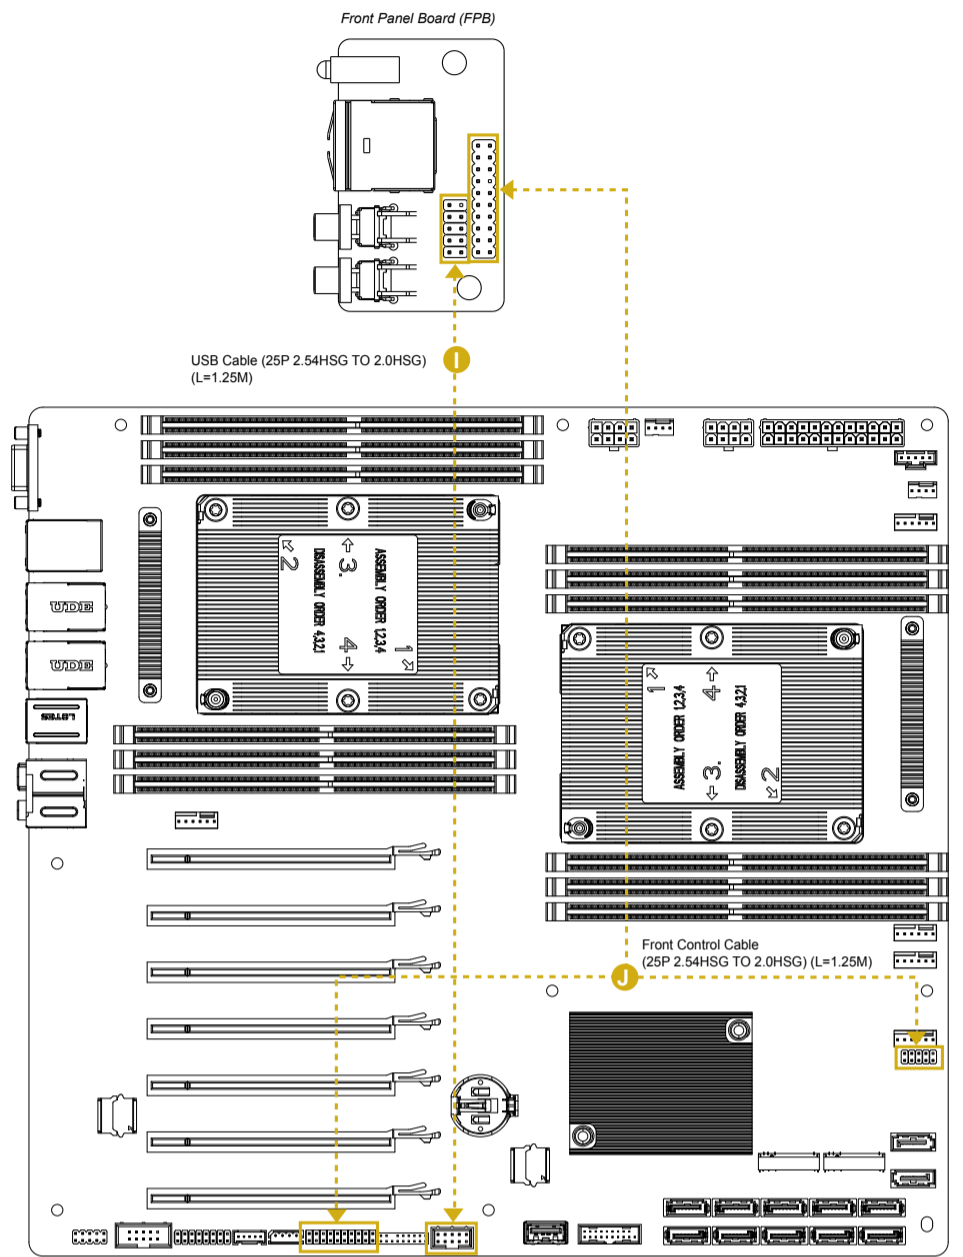 Front Panel Board (FPB)
USB Cable (25P 2.54HSG TO 2.0HSG)
(L=1.25M)
I
ASSEMBLY ORDER 1,2,3,4
DISASSEMBLY ORDER 4,3,2,1
1
2
3.
4
UDE
UDE
LOTES
ASSEMBLY ORDER 1,2,3,4
DISASSEMBLY ORDER 4,3,2,1
1
2
3.
4
Front Control Cable
(25P 2.54HSG TO 2.0HSG) (L=1.25M)
J